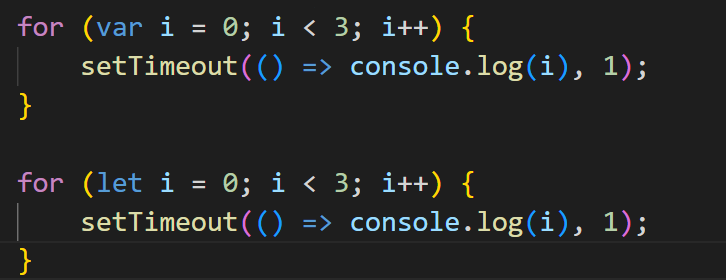 for (var i = 0; i < 3; i++) {
    setTimeout(() => console.log(i), 1);
}

for (let i = 0; i < 3; i++) {
    setTimeout(() => console.log(i), 1);
}